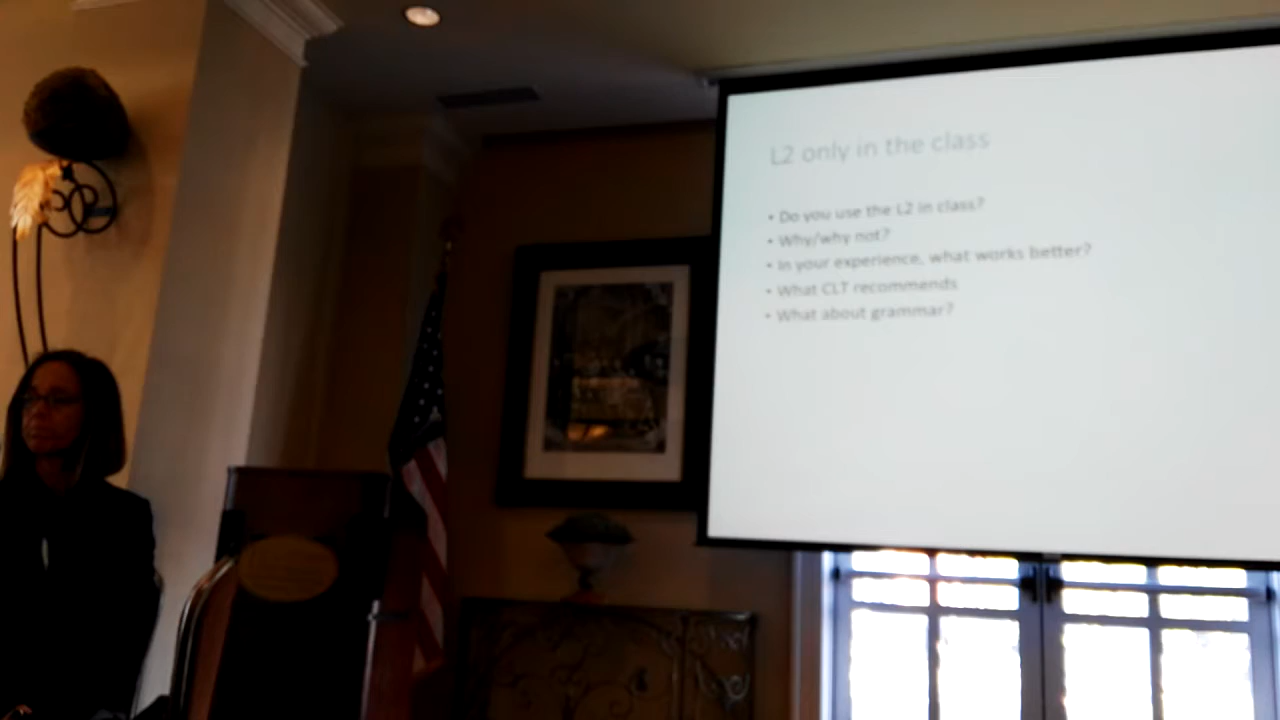 L2 only in the class
• Do you use the L2 in class?
• Why/why not?
• In your experience, what works better?
• What CLT recommends
• What about grammar?